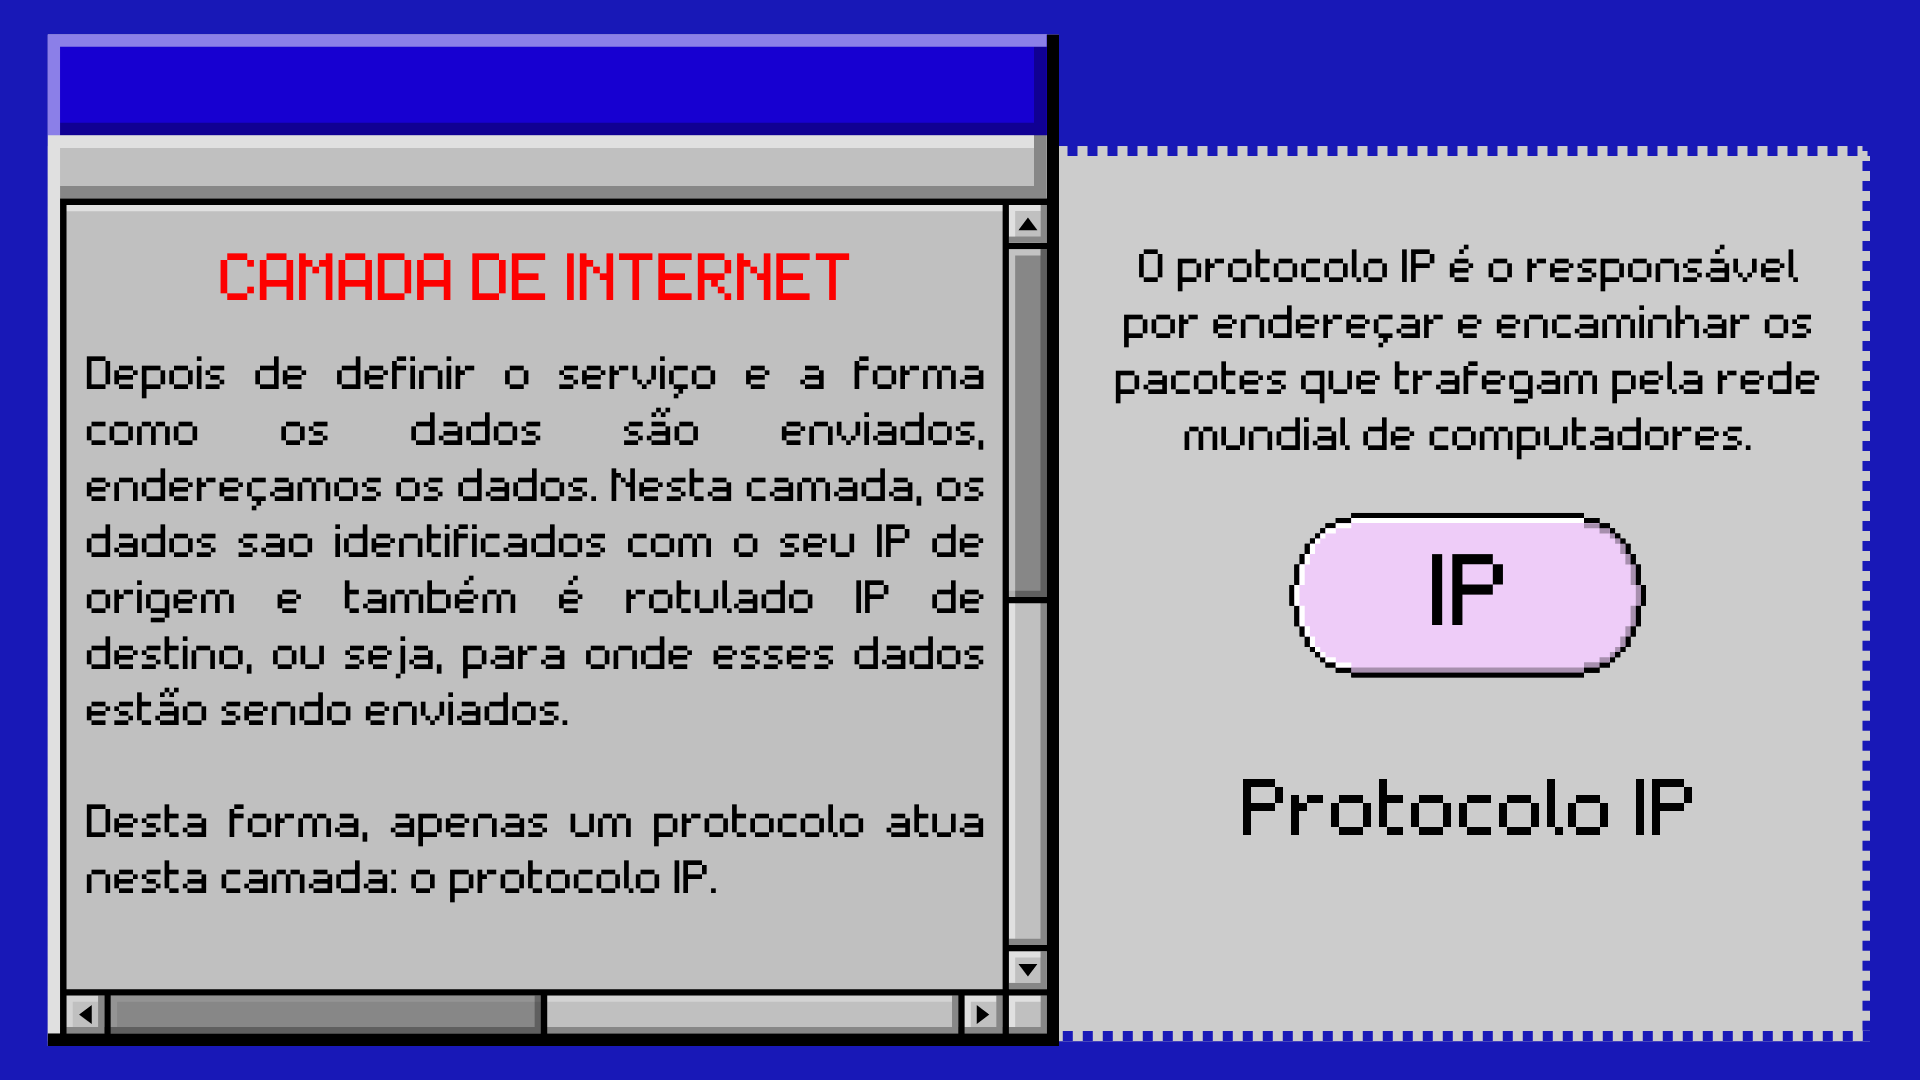 CAMADA DE INTERNET
Depois de definir o serviço e a forma
como os dados são enviados,
endereçamos os dados. Nesta camada, os
dados sao identificados com o seu IP de
origem e também é rotulado IP de
destino, ou seja, para onde esses dados
estão sendo enviados.
Desta forma, apenas um protocolo atua
nesta camada: o protocolo IP.
O protocolo IP é o responsável
por endereçar e encaminhar os
pacotes que trafegam pela rede
mundial de computadores.
IP
Protocolo IP